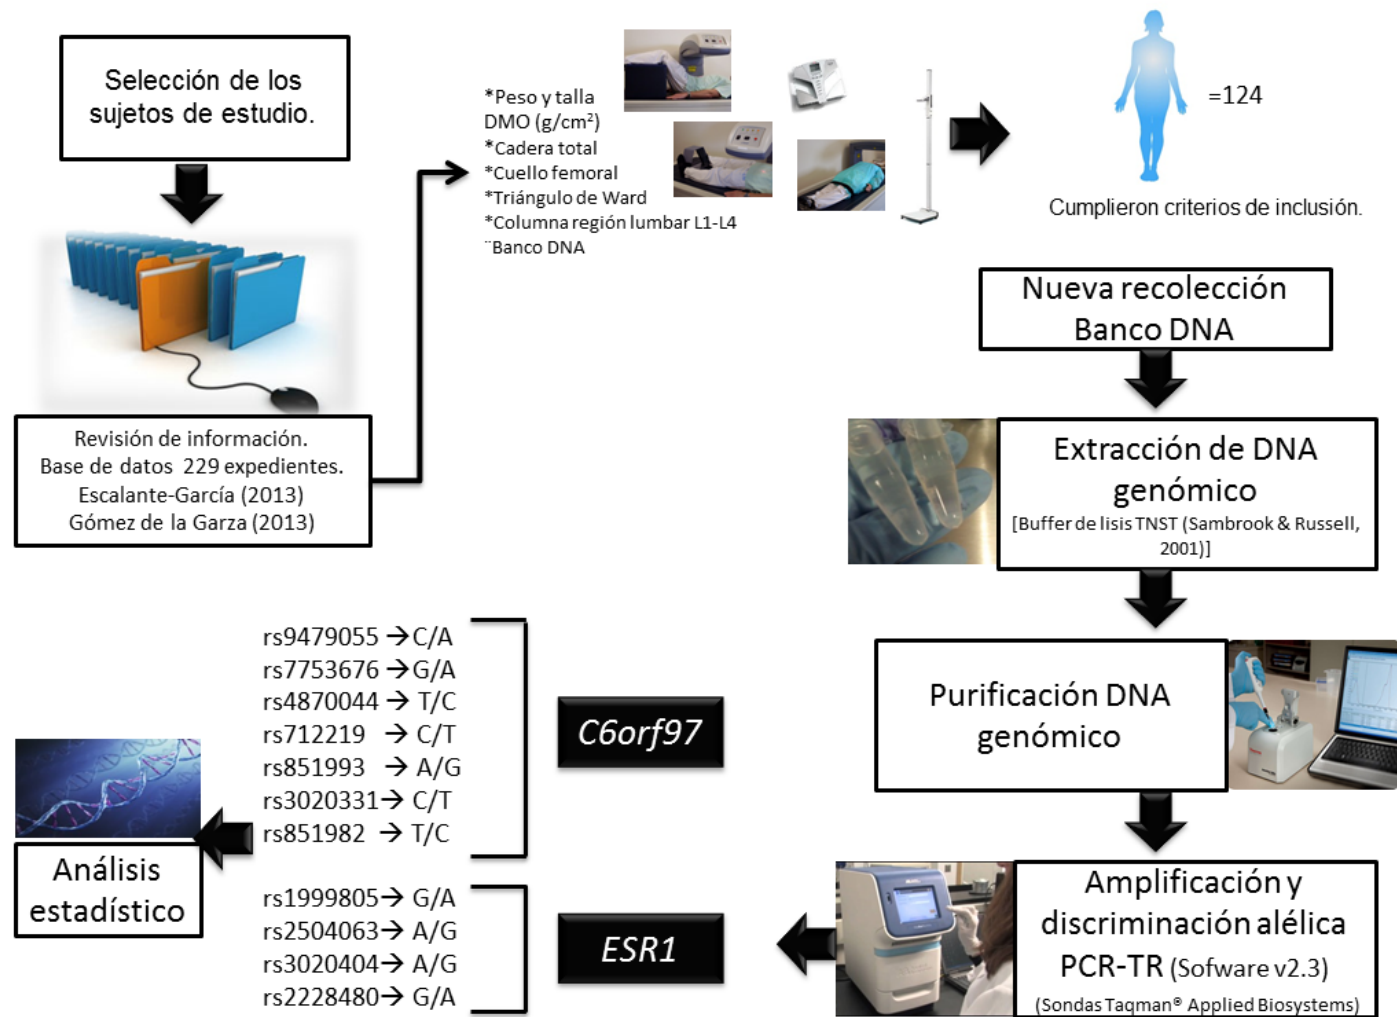 Selección de los
sujetos de estudio.
Revisión de información.
Base de datos 229 expedientes.
Escalante-García (2013)
Gómez de la Garza (2013)
*Peso y talla
DMO (g/cm²)
*Cadera total
*Cuello femoral
*Triángulo de Ward
*Columna región lumbar L1-L4
¨Banco DNA
=124
Cumplieron criterios de inclusión.
Nueva recolección
Banco DNA
Extracción de DNA
genómico
[Buffer de lisis TNST (Sambrook & Russell,
2001)]
Purificación DNA
genómico
Amplificación y
discriminación alélica
PCR-TR (Sofware v2.3)
(Sondas Taqman® Applied Biosystems)
C6orf97
rs9479055 → C/A
rs7753676 → G/A
rs4870044 → T/C
rs712219 → C/T
rs851993 → A/G
rs3020331 → C/T
rs851982 → T/C
ESR1
rs1999805 → G/A
rs2504063 → A/G
rs3020404 → A/G
rs2228480 → G/A
Análisis
estadístico